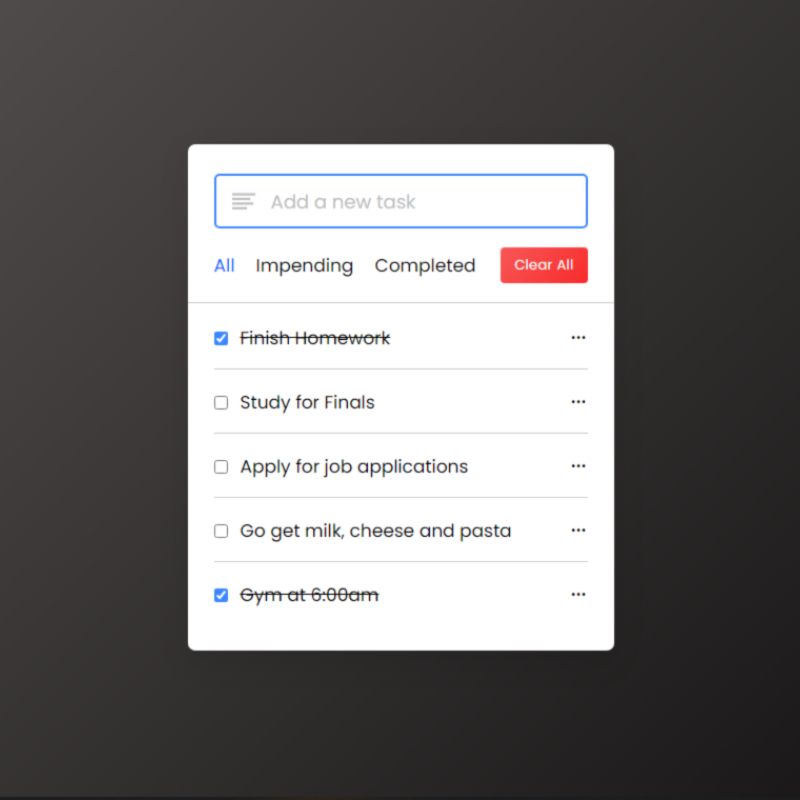 Add a new task
All Impending Completed Clear All
Finish Homework
Study for Finals
Apply for job applications
Go get milk, cheese and pasta
Gym at 6:00am